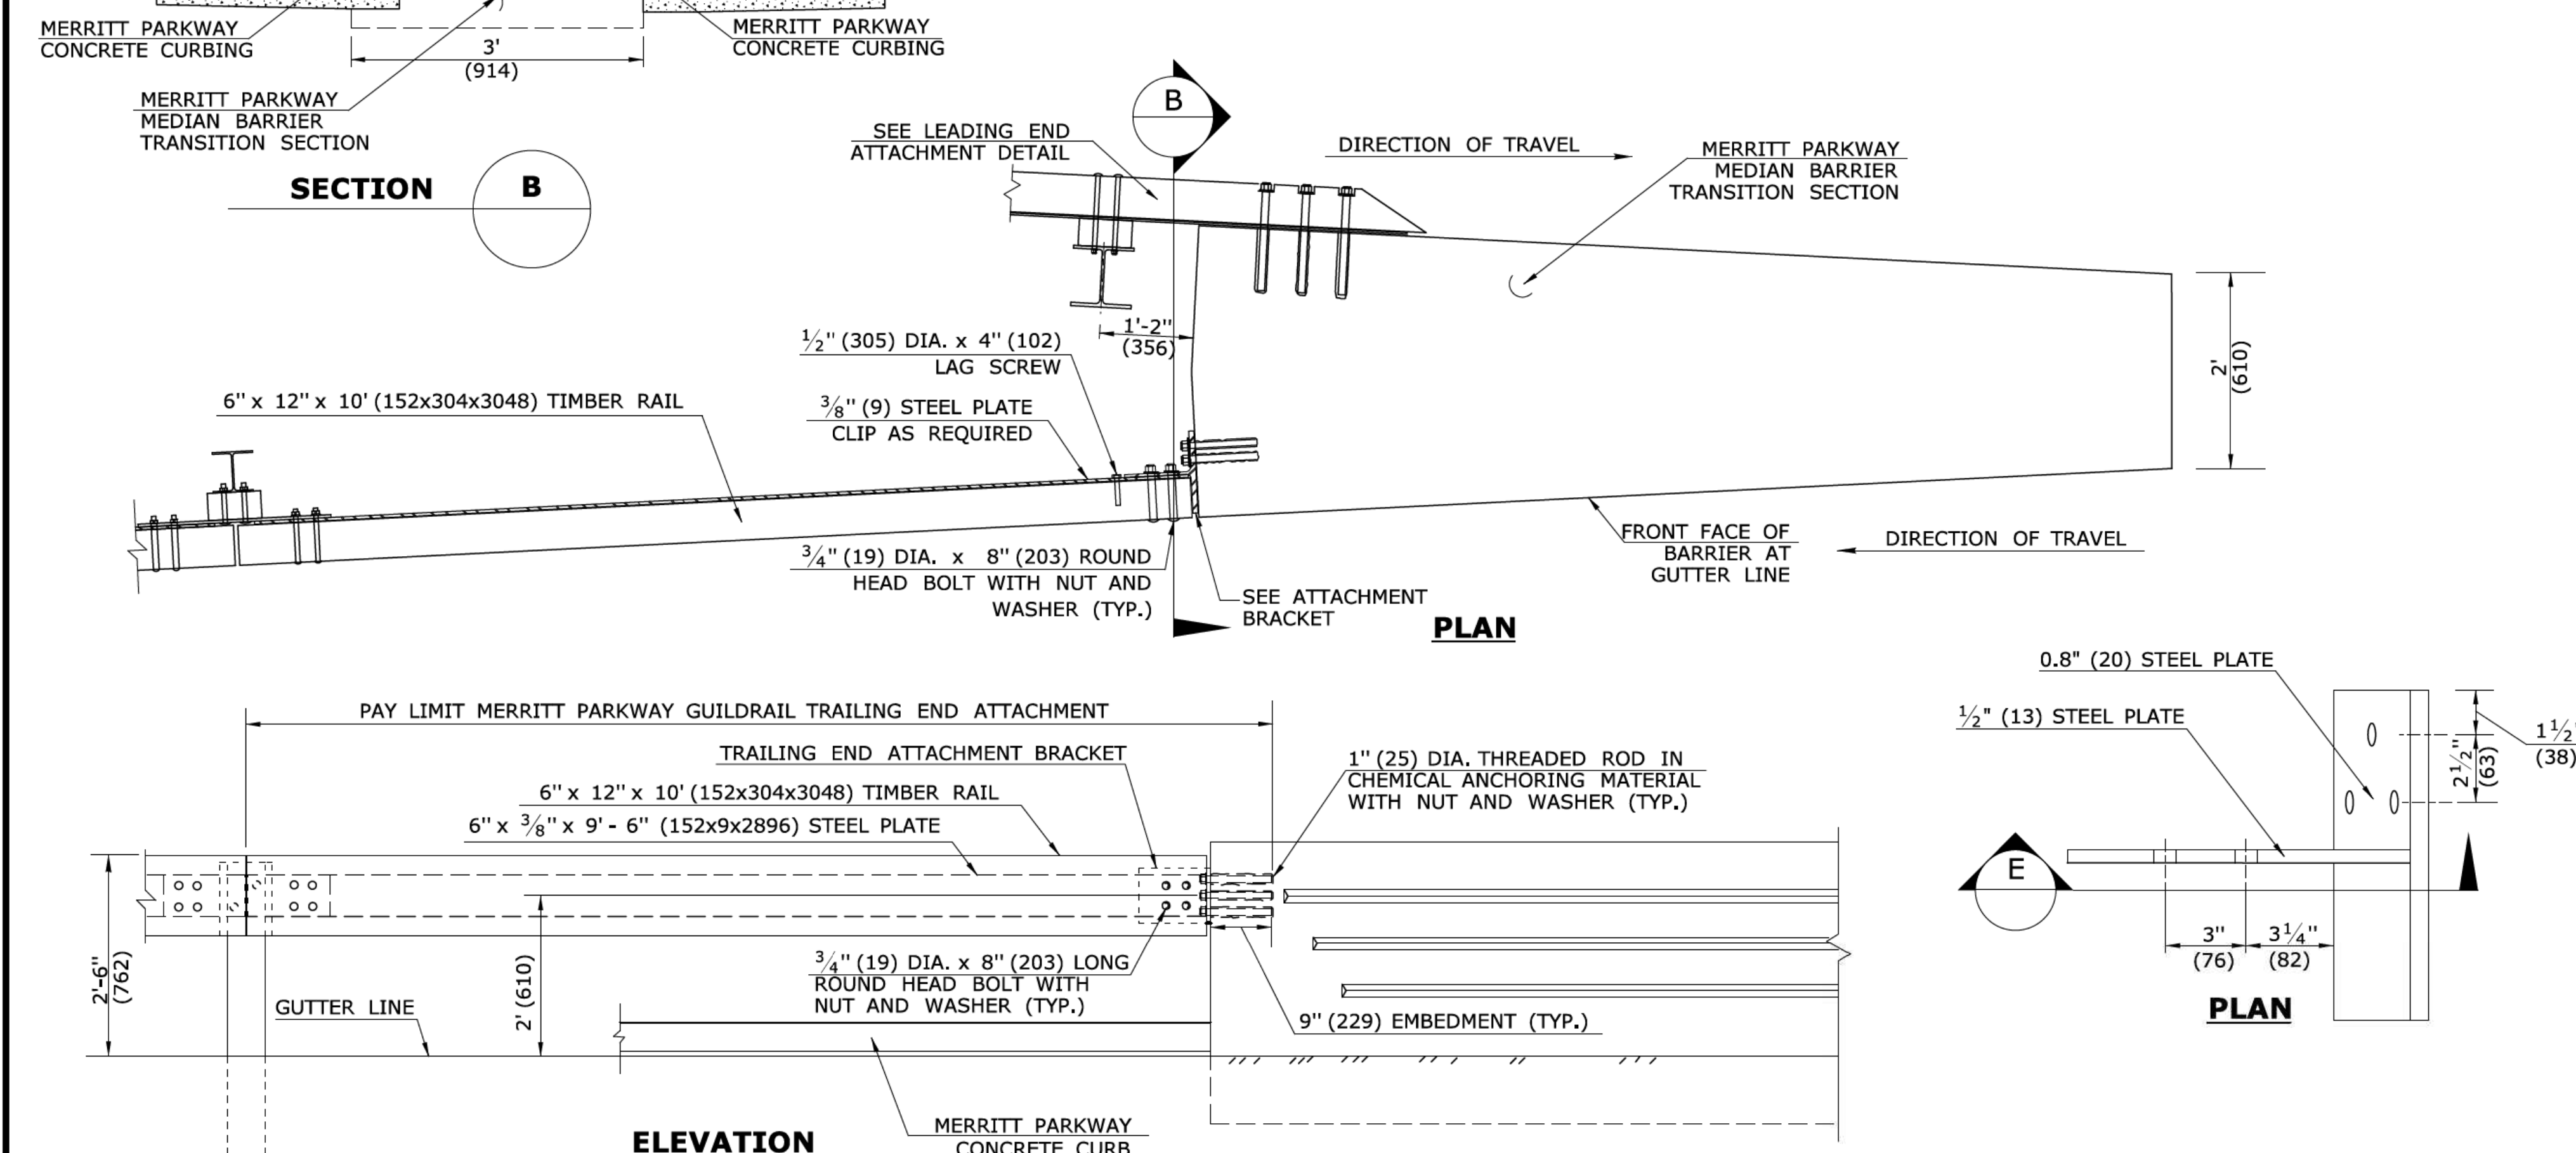 MERRITT PARKWAY
CONCRETE CURBING
3'
(914)
MERRITT PARKWAY
CONCRETE CURBING
MERRITT PARKWAY
MEDIAN BARRIER
TRANSITION SECTION
SECTION B
B
SEE LEADING END
ATTACHMENT DETAIL
DIRECTION OF TRAVEL
MERRITT PARKWAY
MEDIAN BARRIER
TRANSITION SECTION
1'-2"
(356)
2'
(610)
1/2" (305) DIA. x 4" (102)
LAG SCREW
6" x 12" x 10' (152x304x3048) TIMBER RAIL
3/8" (9) STEEL PLATE
CLIP AS REQUIRED
3/4" (19) DIA. x 8" (203) ROUND
HEAD BOLT WITH NUT AND
WASHER (TYP.)
SEE ATTACHMENT
BRACKET
FRONT FACE OF
BARRIER AT
GUTTER LINE
DIRECTION OF TRAVEL
PLAN
PAY LIMIT MERRITT PARKWAY GUILDRAIL TRAILING END ATTACHMENT
TRAILING END ATTACHMENT BRACKET
6" x 12" x 10' (152x304x3048) TIMBER RAIL
6" x 3/8" x 9'- 6" (152x9x2896) STEEL PLATE
1" (25) DIA. THREADED ROD IN
CHEMICAL ANCHORING MATERIAL
WITH NUT AND WASHER (TYP.)
2'-6"
(762)
2' (610)
3/4" (19) DIA. x 8" (203) LONG
ROUND HEAD BOLT WITH
NUT AND WASHER (TYP.)
GUTTER LINE
9" (229) EMBEDMENT (TYP.)
MERRITT PARKWAY
CONCRETE CURB
ELEVATION
0.8" (20) STEEL PLATE
1/2" (13) STEEL PLATE
1 1/2"
(38)
2 1/2"
(63)
E
3"
(76)
3 1/4"
(82)
PLAN